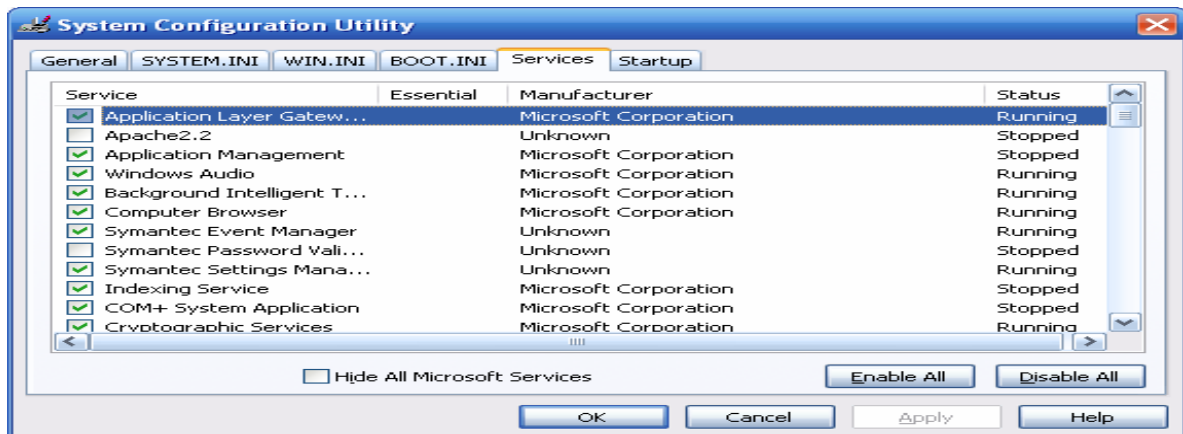 System Configuration Utility
General SYSTEM.INI WIN.INI BOOT.INI Services Startup
Service Essential Manufacturer Status
Application Layer Gatew... Microsoft Corporation Running
Apache2.2 Unknown Stopped
Application Management Microsoft Corporation Stopped
Windows Audio Microsoft Corporation Running
Background Intelligent T... Microsoft Corporation Running
Computer Browser Microsoft Corporation Running
Symantec Event Manager Unknown Running
Symantec Password Vali... Unknown Stopped
Symantec Settings Mana... Unknown Running
Indexing Service Microsoft Corporation Stopped
COM+ System Application Microsoft Corporation Stopped
Cryptographic Services Microsoft Corporation Running
Hide All Microsoft Services Enable All Disable All
OK Cancel Apply Help